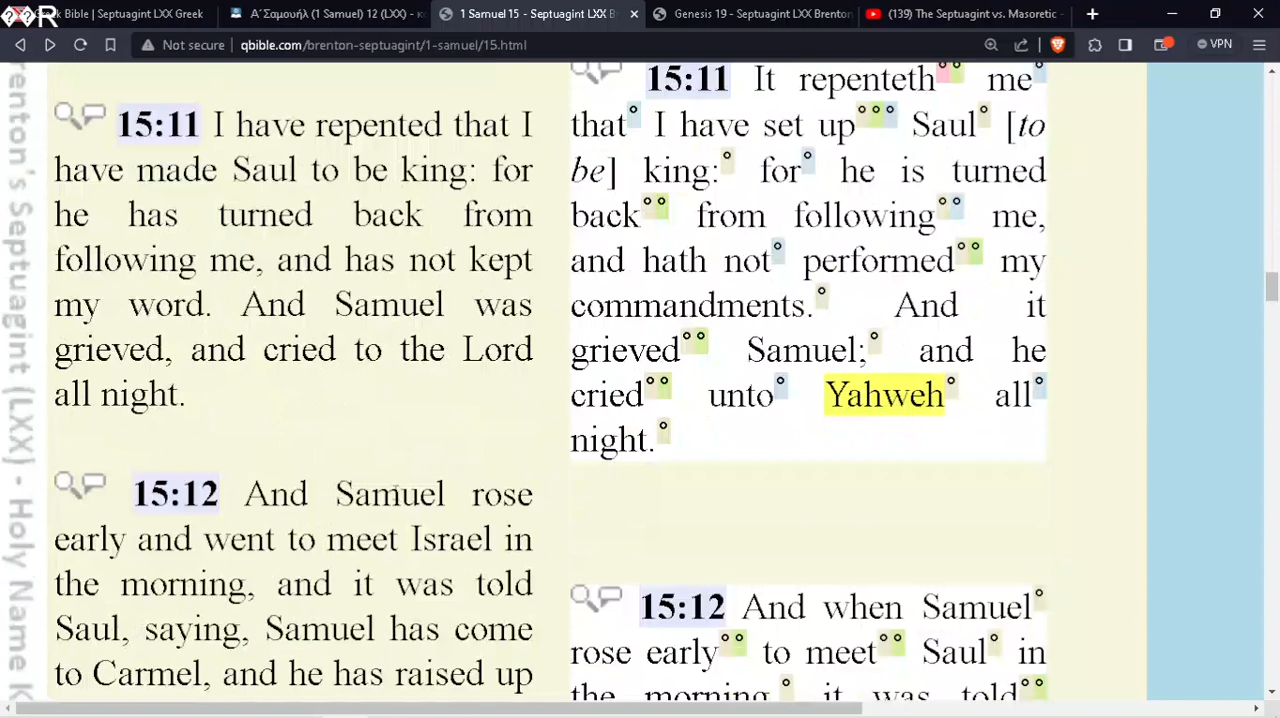 k Bible | Septuagint LXX Greek
Α΄ Σαμουήλ (1 Samuel) 12 (LXX) - κ
1 Samuel 15 - Septuagint LXX B
Genes
Septuagint LXX Brenton
(139) The Septuagint vs. Masoretic -
Not secure
qbible.com/brenton-septuagint/1-samuel/15.html
VPN
renton's Septuagint (LXX) • Holy Name K
15:11 I have repented that I
have made Saul to be king: for
he has turned back from
following me, and has not kept
my word. And Samuel was
grieved, and cried to the Lord
all night.
15:12 And Samuel rose
early and went to meet Israel in
the morning, and it was told
Saul, saying, Samuel has come
to Carmel, and he has raised up
15:11 It repenteth°° me°
that° I have set up°°° Saul° [to
be] king:° for° he is turned
back°° from following°° me,
and hath not° performed°° my
commandments.° And it
grieved°° Samuel;° and he
cried°° unto° Yahweh° all°
night.°
15:12 And when Samuel°
rose early°° to meet°° Saul° in
the morning,° it was told°°